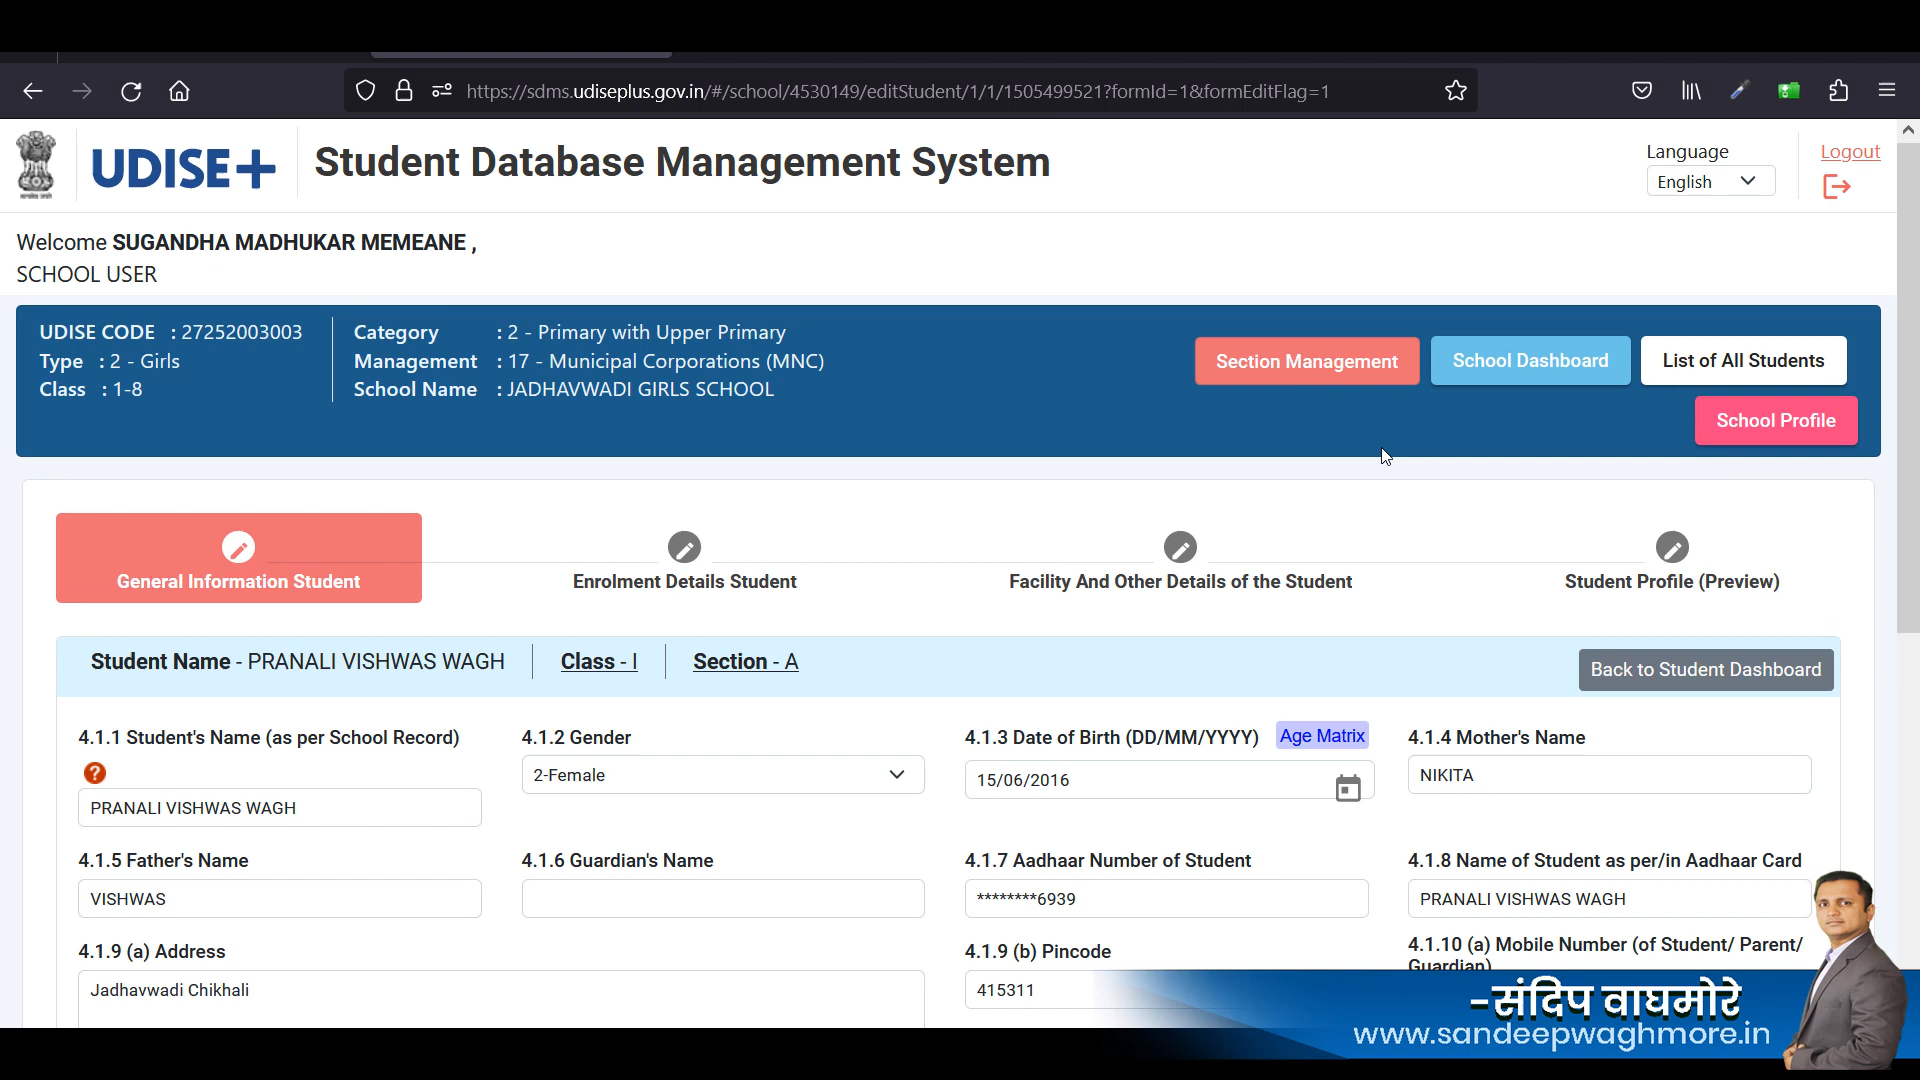 https://sdms.udiseplus.gov.in/#/school/4530149/editStudent/1/1/1505499521?formId=1&formEditFlag=1
UDISE+
Student Database Management System
Language
English
Logout
Welcome SUGANDHA MADHUKAR MEMEANE ,
SCHOOL USER
UDISE CODE : 27252003003
Type : 2 - Girls
Class : 1-8
Category : 2 - Primary with Upper Primary
Management : 17 - Municipal Corporations (MNC)
School Name : JADHAVWADI GIRLS SCHOOL
Section Management
School Dashboard
List of All Students
School Profile
General Information Student
Enrolment Details Student
Facility And Other Details of the Student
Student Profile (Preview)
Student Name - PRANALI VISHWAS WAGH
Class - I
Section - A
Back to Student Dashboard
4.1.1 Student's Name (as per School Record)
?
PRANALI VISHWAS WAGH
4.1.2 Gender
2-Female
4.1.3 Date of Birth (DD/MM/YYYY)
Age Matrix
15/06/2016
4.1.4 Mother's Name
NIKITA
4.1.5 Father's Name
VISHWAS
4.1.6 Guardian's Name
4.1.7 Aadhaar Number of Student
********6939
4.1.8 Name of Student as per/in Aadhaar Card
PRANALI VISHWAS WAGH
4.1.9 (a) Address
Jadhavwadi Chikhali
4.1.9 (b) Pincode
415311
4.1.10 (a) Mobile Number (of Student/ Parent/
Guardian)
-संदिप वाघमोरे
www.sandeepwaghmore.in